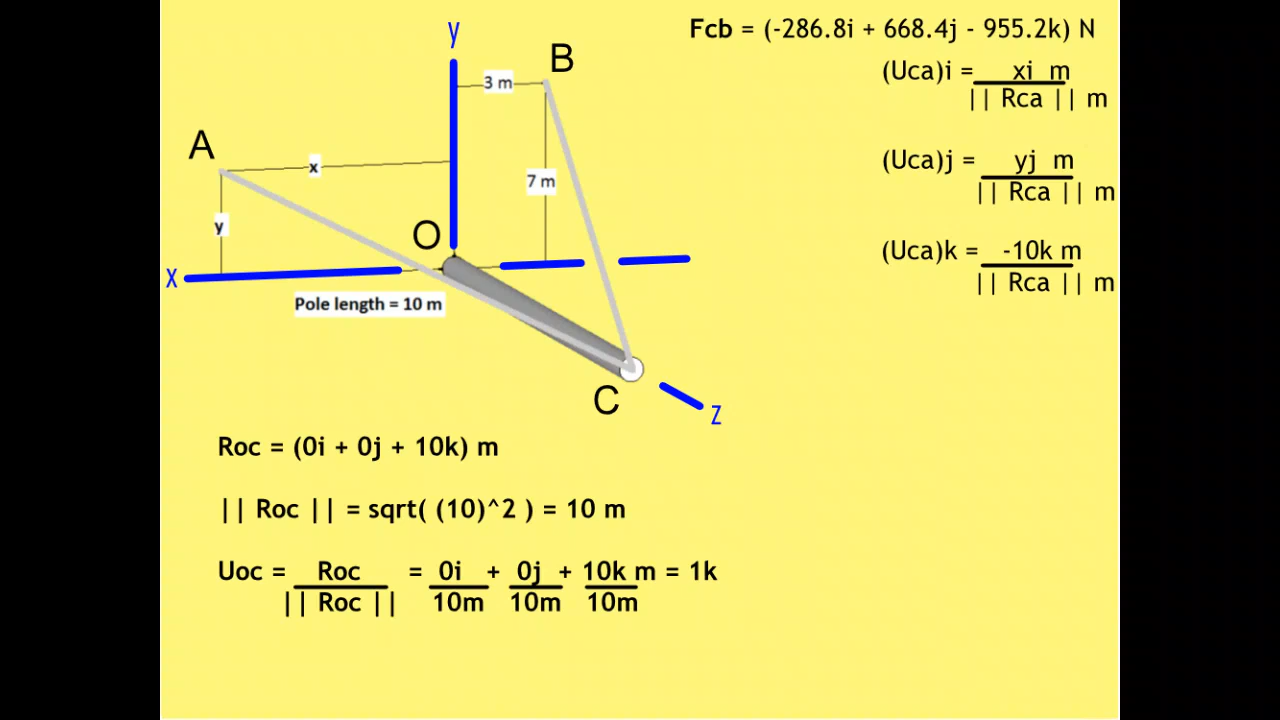 y
B
3 m
A
x
7 m
y
O
X
Pole length = 10 m
C
z
Fcb = (-286.8i + 668.4j - 955.2k) N
(Uca)i = xi m
|| Rca || m
(Uca)j = yj m
|| Rca || m
(Uca)k = -10k m
|| Rca || m
Roc = (0i + 0j + 10k) m
|| Roc || = sqrt( (10)^2 ) = 10 m
Uoc = Roc = 0i + 0j + 10k m = 1k
|| Roc || 10m 10m 10m